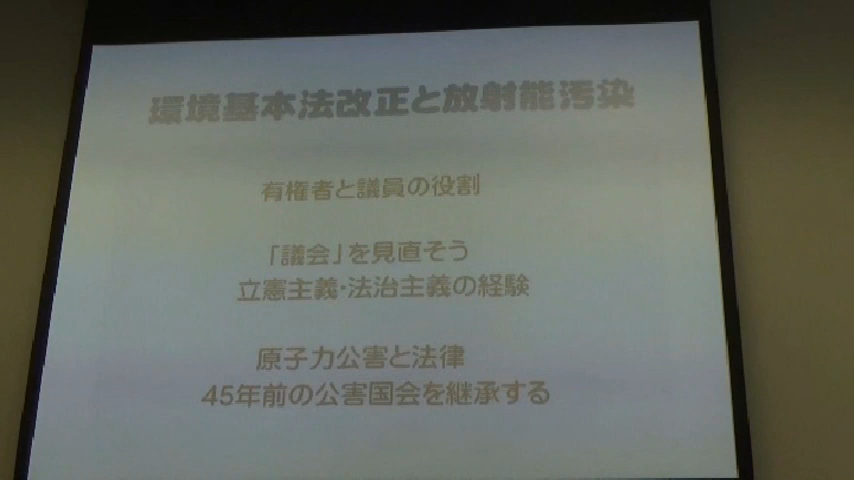 環境基本法改正と放射能汚染
有権者と議員の役割
「議会」を見直そう
立憲主義・法治主義の経験
原子力公害と法律
45年前の公害国会を継承する